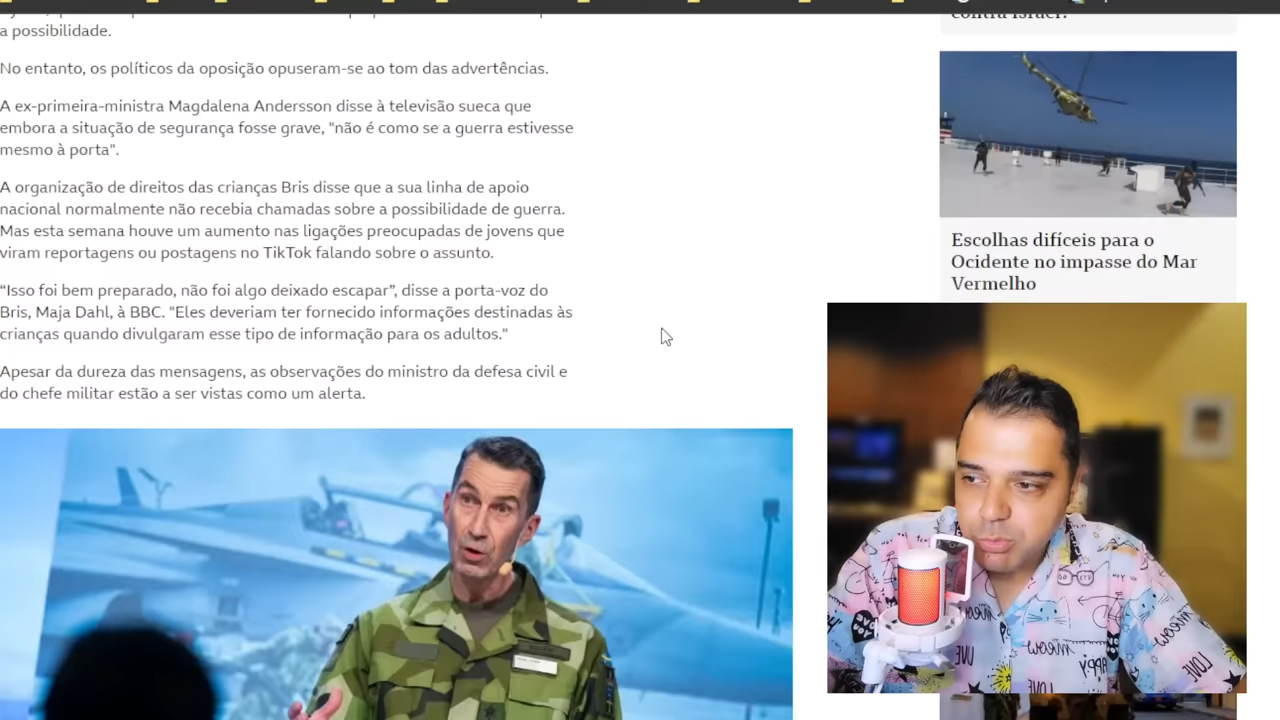 a possibilidade.
No entanto, os políticos da oposição opuseram-se ao tom das advertências.
A ex-primeira-ministra Magdalena Andersson disse à televisão sueca que
embora a situação de segurança fosse grave, "não é como se a guerra estivesse
mesmo à porta".
A organização de direitos das crianças Bris disse que a sua linha de apoio
nacional normalmente não recebia chamadas sobre a possibilidade de guerra.
Mas esta semana houve um aumento nas ligações preocupadas de jovens que
viram reportagens ou postagens no TikTok falando sobre o assunto.
“Isso foi bem preparado, não foi algo deixado escapar”, disse a porta-voz do
Bris, Maja Dahl, à BBC. "Eles deveriam ter fornecido informações destinadas às
crianças quando divulgaram esse tipo de informação para os adultos."
Apesar da dureza das mensagens, as observações do ministro da defesa civil e
do chefe militar estão a ser vistas como um alerta.
contra Israel?
Escolhas difíceis para o
Ocidente no impasse do Mar
Vermelho
meow
LOVE